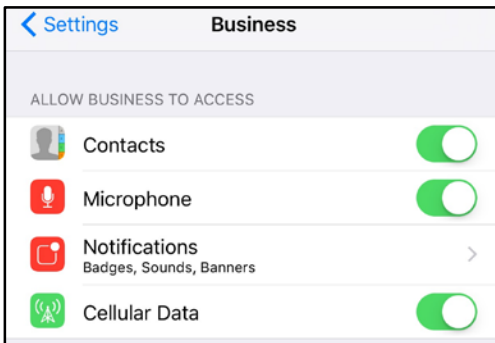 Settings Business
ALLOW BUSINESS TO ACCESS
Contacts
Microphone
Notifications
Badges, Sounds, Banners
Cellular Data